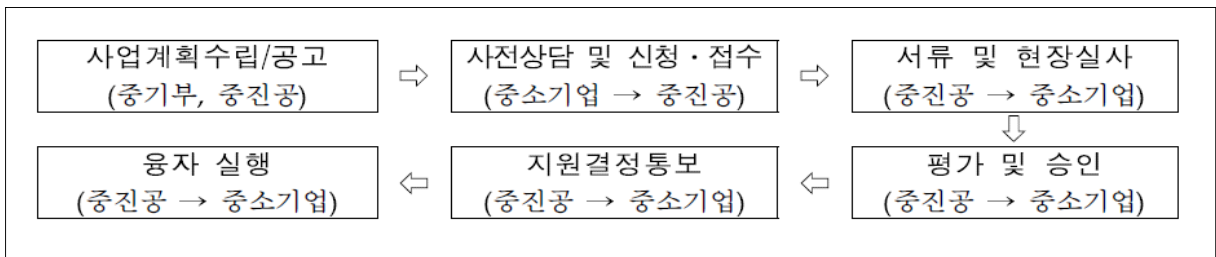 사업계획수립/공고
(중기부, 중진공)
⇨
사전상담 및 신청・접수
(중소기업 → 중진공)
⇨
서류 및 현장실사
(중진공 → 중소기업)
⇩
평가 및 승인
(중진공 → 중소기업)
⇦
지원결정통보
(중진공 → 중소기업)
⇦
융자 실행
(중진공 → 중소기업)